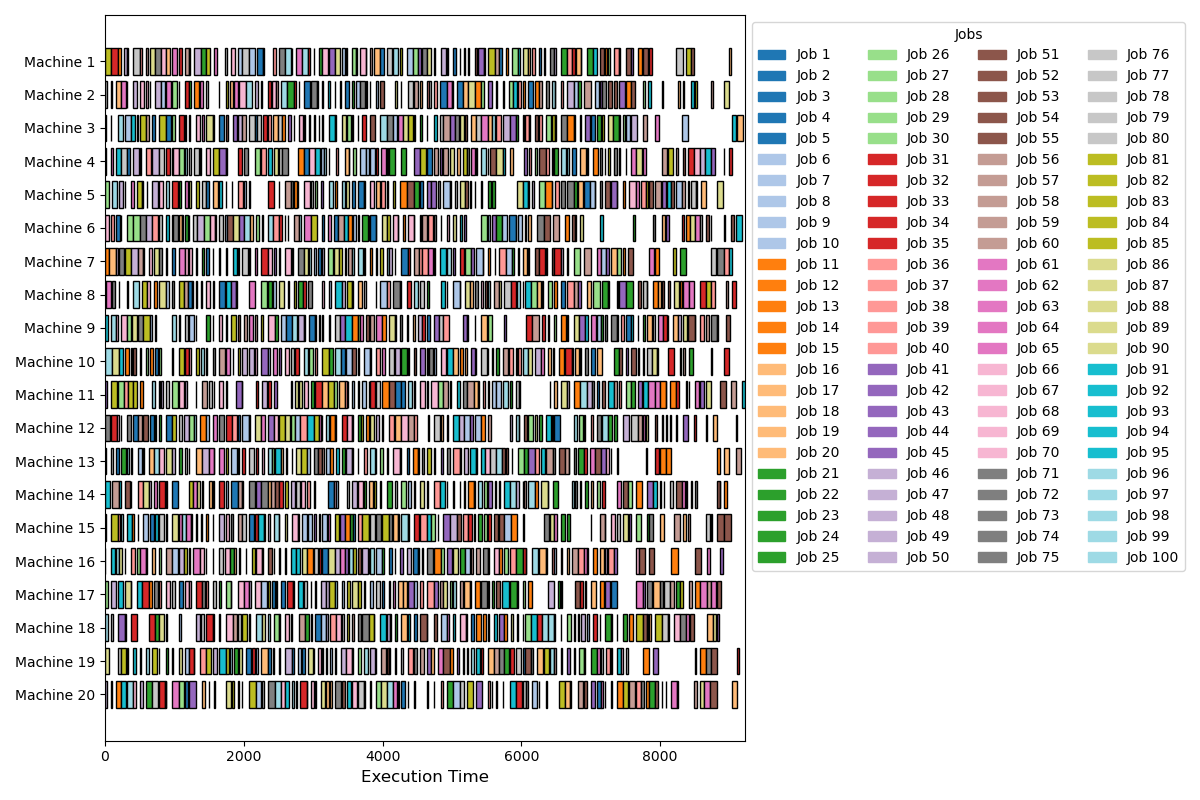 Machine 1
Machine 2
Machine 3
Machine 4
Machine 5
Machine 6
Machine 7
Machine 8
Machine 9
Machine 10
Machine 11
Machine 12
Machine 13
Machine 14
Machine 15
Machine 16
Machine 17
Machine 18
Machine 19
Machine 20
0 2000 4000 6000 8000
Execution Time
Jobs
Job 1 Job 26 Job 51 Job 76
Job 2 Job 27 Job 52 Job 77
Job 3 Job 28 Job 53 Job 78
Job 4 Job 29 Job 54 Job 79
Job 5 Job 30 Job 55 Job 80
Job 6 Job 31 Job 56 Job 81
Job 7 Job 32 Job 57 Job 82
Job 8 Job 33 Job 58 Job 83
Job 9 Job 34 Job 59 Job 84
Job 10 Job 35 Job 60 Job 85
Job 11 Job 36 Job 61 Job 86
Job 12 Job 37 Job 62 Job 87
Job 13 Job 38 Job 63 Job 88
Job 14 Job 39 Job 64 Job 89
Job 15 Job 40 Job 65 Job 90
Job 16 Job 41 Job 66 Job 91
Job 17 Job 42 Job 67 Job 92
Job 18 Job 43 Job 68 Job 93
Job 19 Job 44 Job 69 Job 94
Job 20 Job 45 Job 70 Job 95
Job 21 Job 46 Job 71 Job 96
Job 22 Job 47 Job 72 Job 97
Job 23 Job 48 Job 73 Job 98
Job 24 Job 49 Job 74 Job 99
Job 25 Job 50 Job 75 Job 100